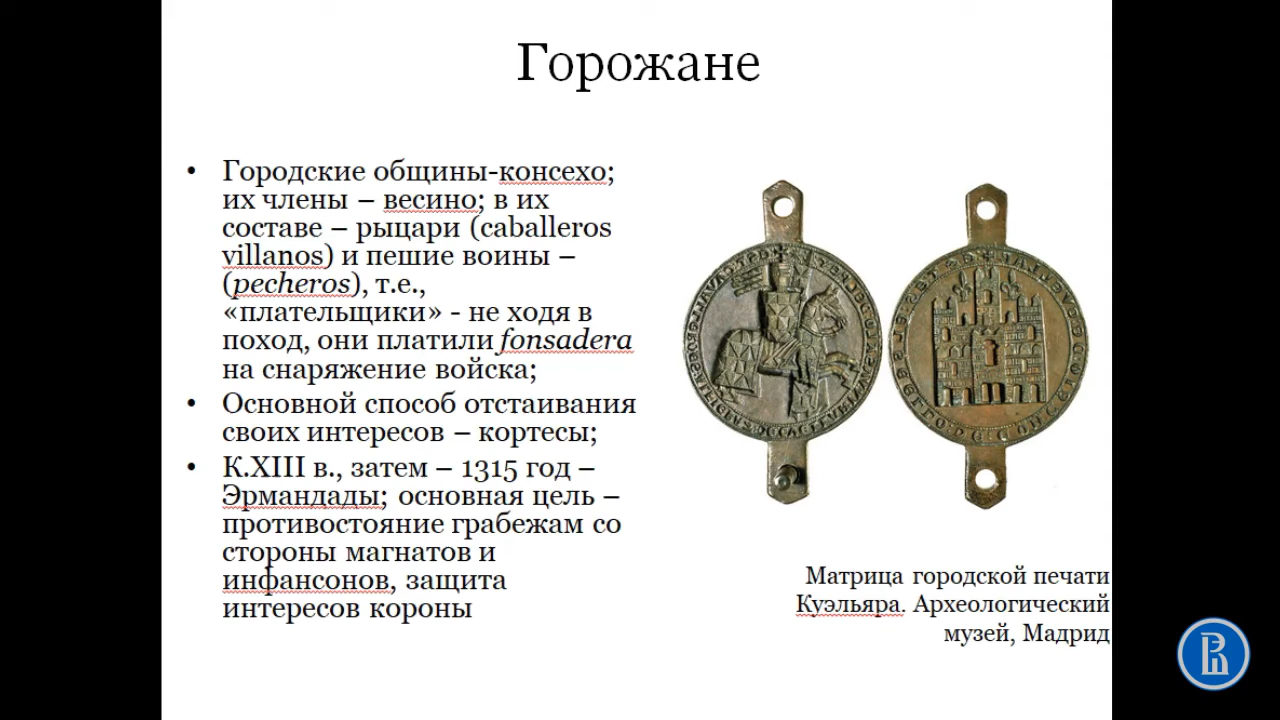 Горожане
• Городские общины-консехо;
их члены – весино; в их
составе – рыцари (caballeros
villanos) и пешие воины –
(pecheros), т.е.,
«плательщики» - не ходя в
поход, они платили fonsadera
на снаряжение войска;
• Основной способ отстаивания
своих интересов – кортесы;
• К.XIII в., затем – 1315 год –
Эрмандады; основная цель –
противостояние грабежам со
стороны магнатов и
инфансонов, защита
интересов короны
Матрица городской печати
Куэльяра. Археологический
музей, Мадрид